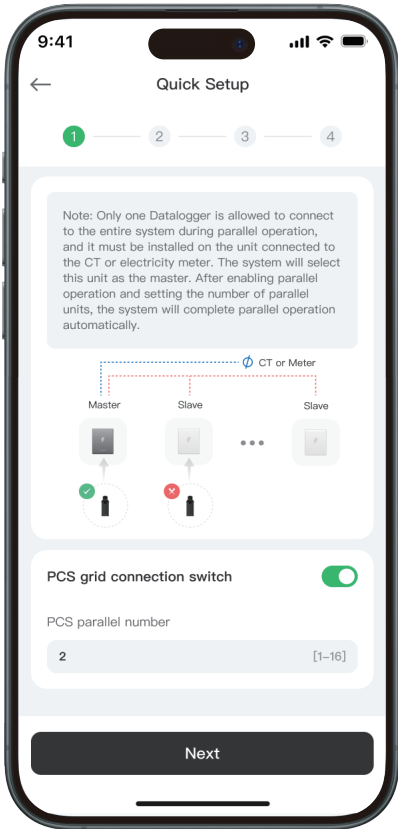 9:41
Quick Setup
1 2 3 4
Note: Only one Datalogger is allowed to connect
to the entire system during parallel operation,
and it must be installed on the unit connected to
the CT or electricity meter. The system will select
this unit as the master. After enabling parallel
operation and setting the number of parallel
units, the system will complete parallel operation
automatically.
CT or Meter
Master Slave Slave
PCS grid connection switch
PCS parallel number
2 [1–16]
Next